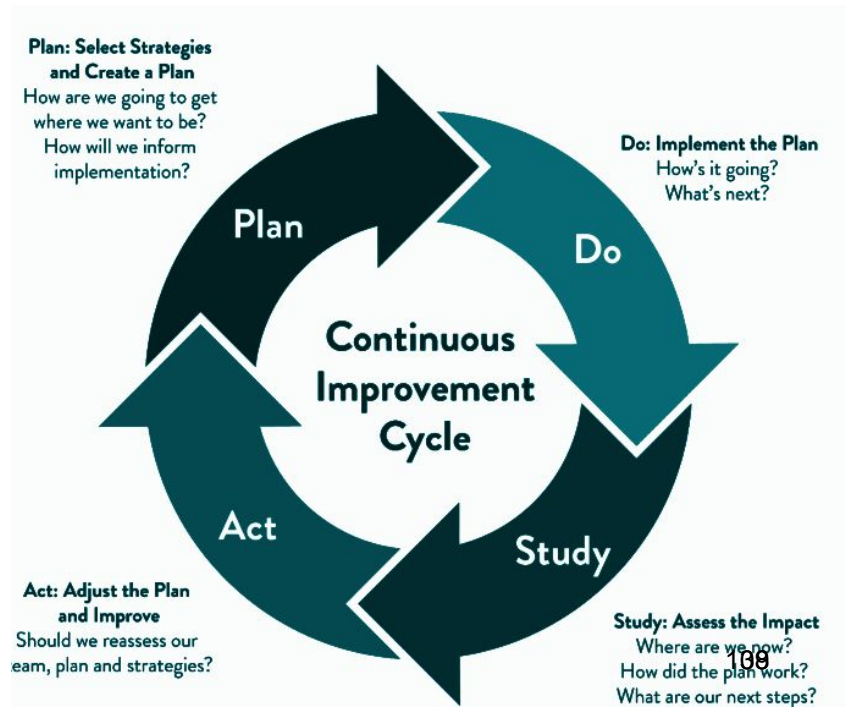 Plan: Select Strategies
and Create a Plan
How are we going to get
where we want to be?
How will we inform
implementation?
Plan
Do: Implement the Plan
How's it going?
What's next?
Do
Continuous
Improvement
Cycle
Study
Study: Assess the Impact
Where are we now?
How did the plan work?
What are our next steps?
Act
Act: Adjust the Plan
and Improve
Should we reassess our
eam, plan and strategies?